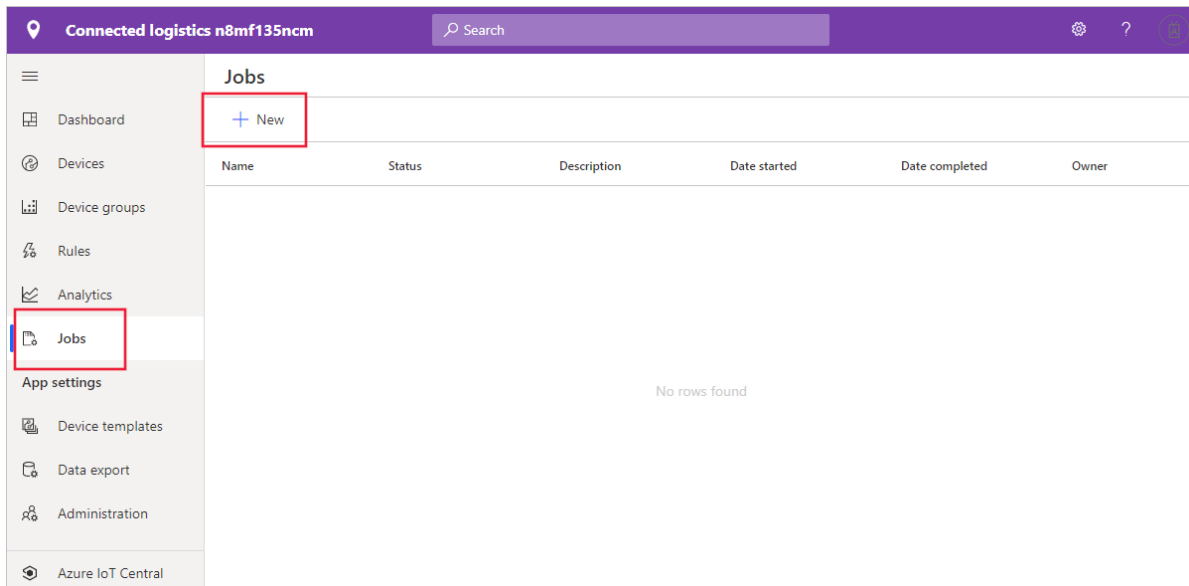 Connected logistics n8mf135ncm
Search
?
Jobs
New
Name Status Description Date started Date completed Owner
No rows found
Dashboard
Devices
Device groups
Rules
Analytics
Jobs
App settings
Device templates
Data export
Administration
Azure IoT Central